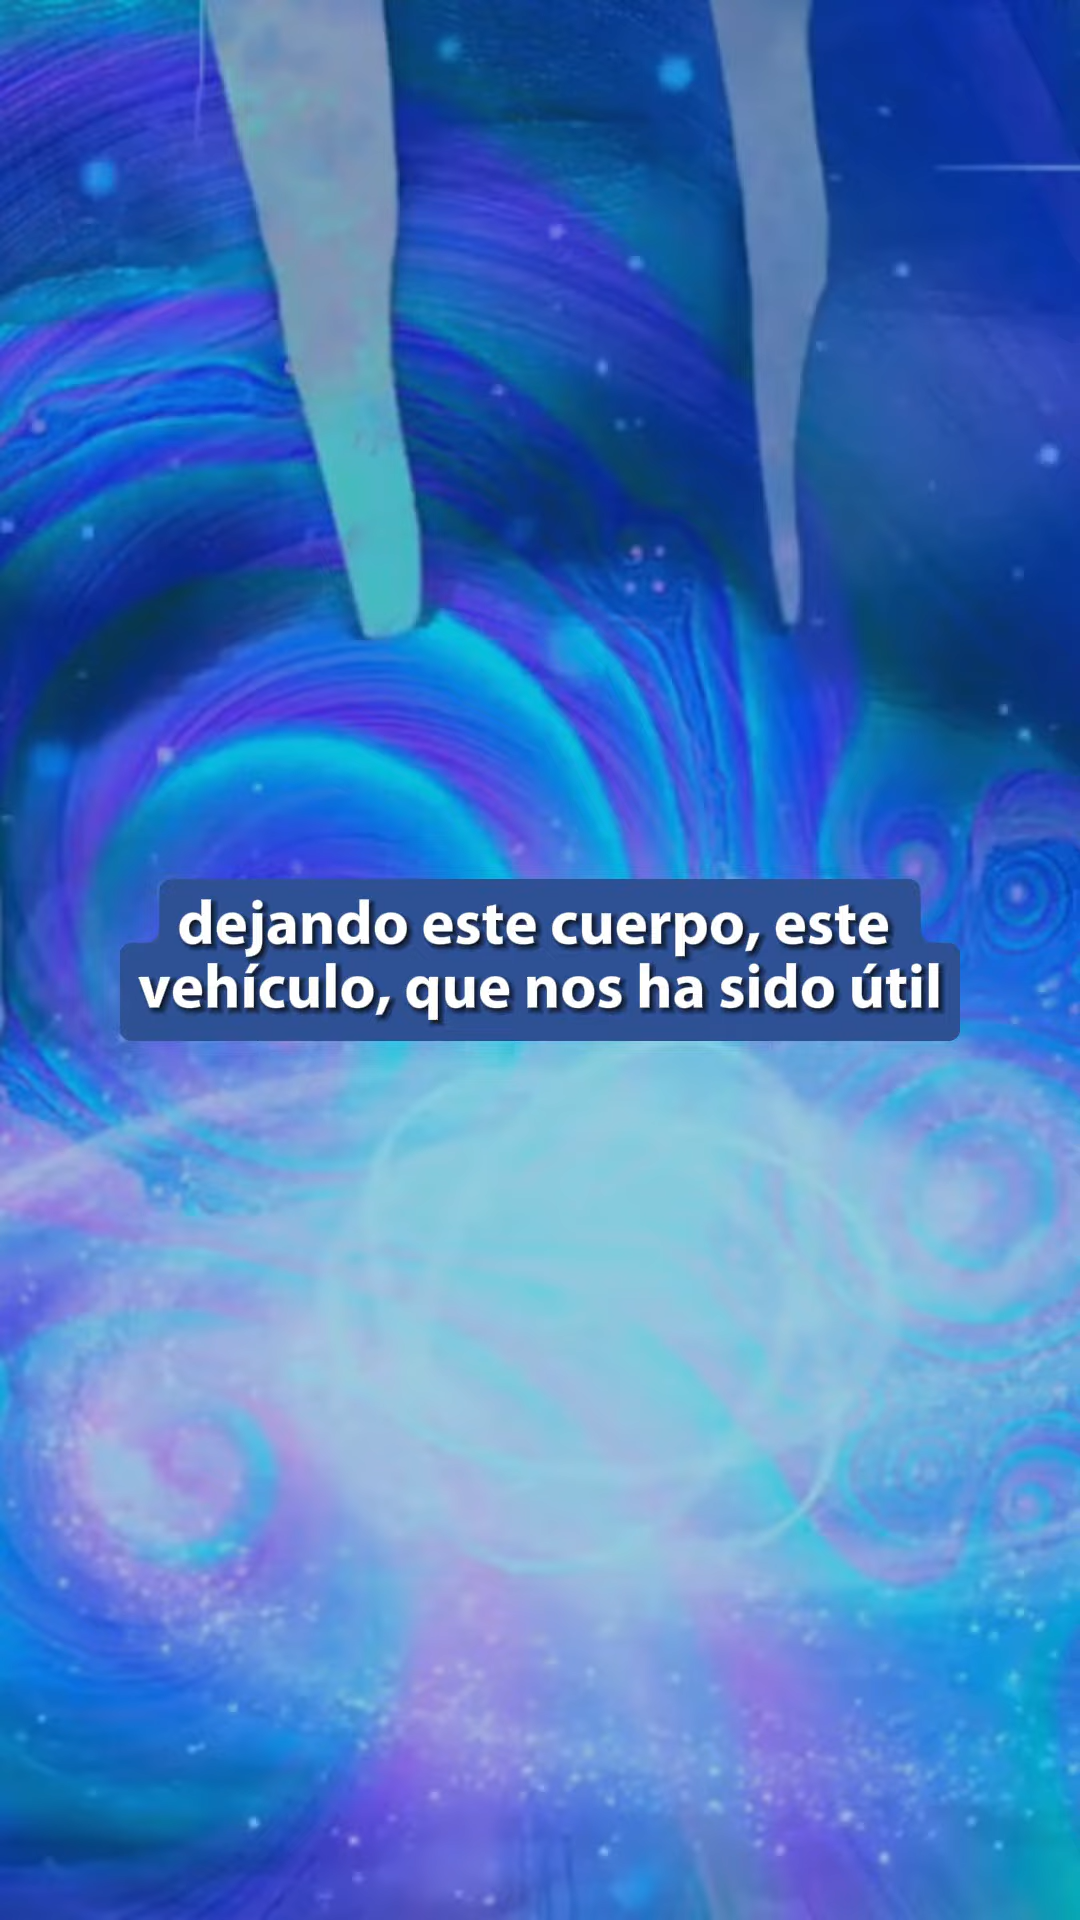 dejando este cuerpo, este
vehículo, que nos ha sido útil